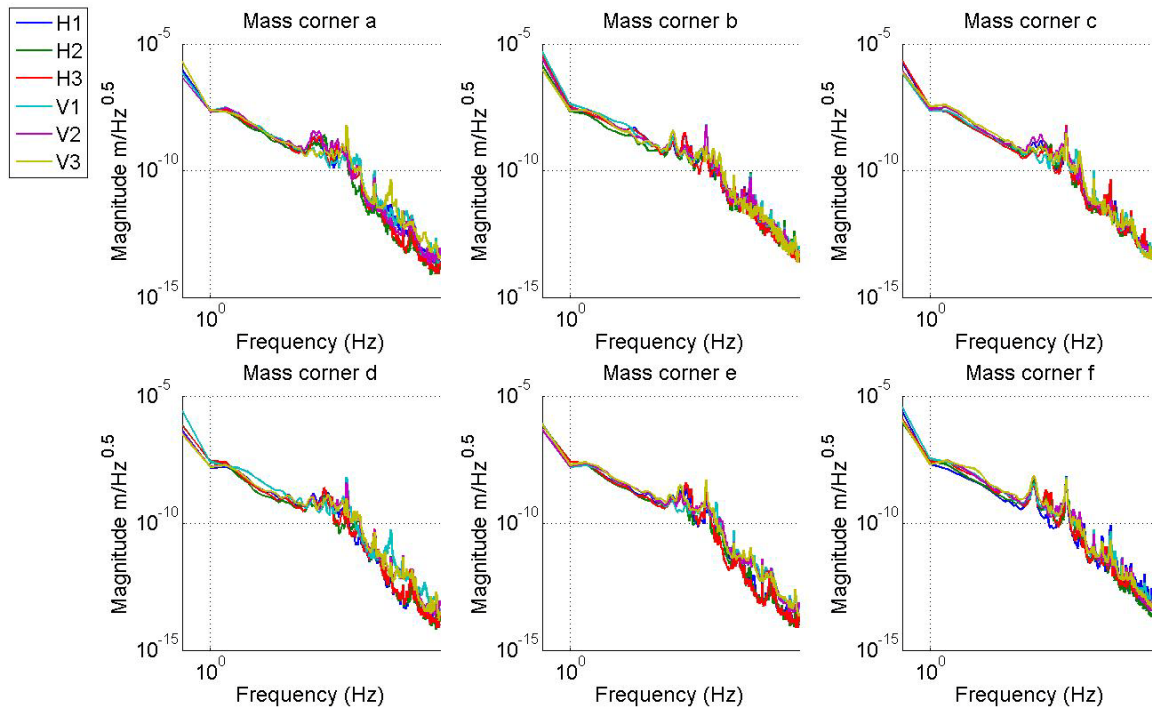 H1
H2
H3
V1
V2
V3
Mass corner a
Magnitude m/Hz^0.5
10^-5
10^-10
10^-15
10^0
Frequency (Hz)
Mass corner b
Magnitude m/Hz^0.5
10^-5
10^-10
10^-15
10^0
Frequency (Hz)
Mass corner c
Magnitude m/Hz^0.5
10^-5
10^-10
10^-15
10^0
Frequency (Hz)
Mass corner d
Magnitude m/Hz^0.5
10^-5
10^-10
10^-15
10^0
Frequency (Hz)
Mass corner e
Magnitude m/Hz^0.5
10^-5
10^-10
10^-15
10^0
Frequency (Hz)
Mass corner f
Magnitude m/Hz^0.5
10^-5
10^-10
10^-15
10^0
Frequency (Hz)